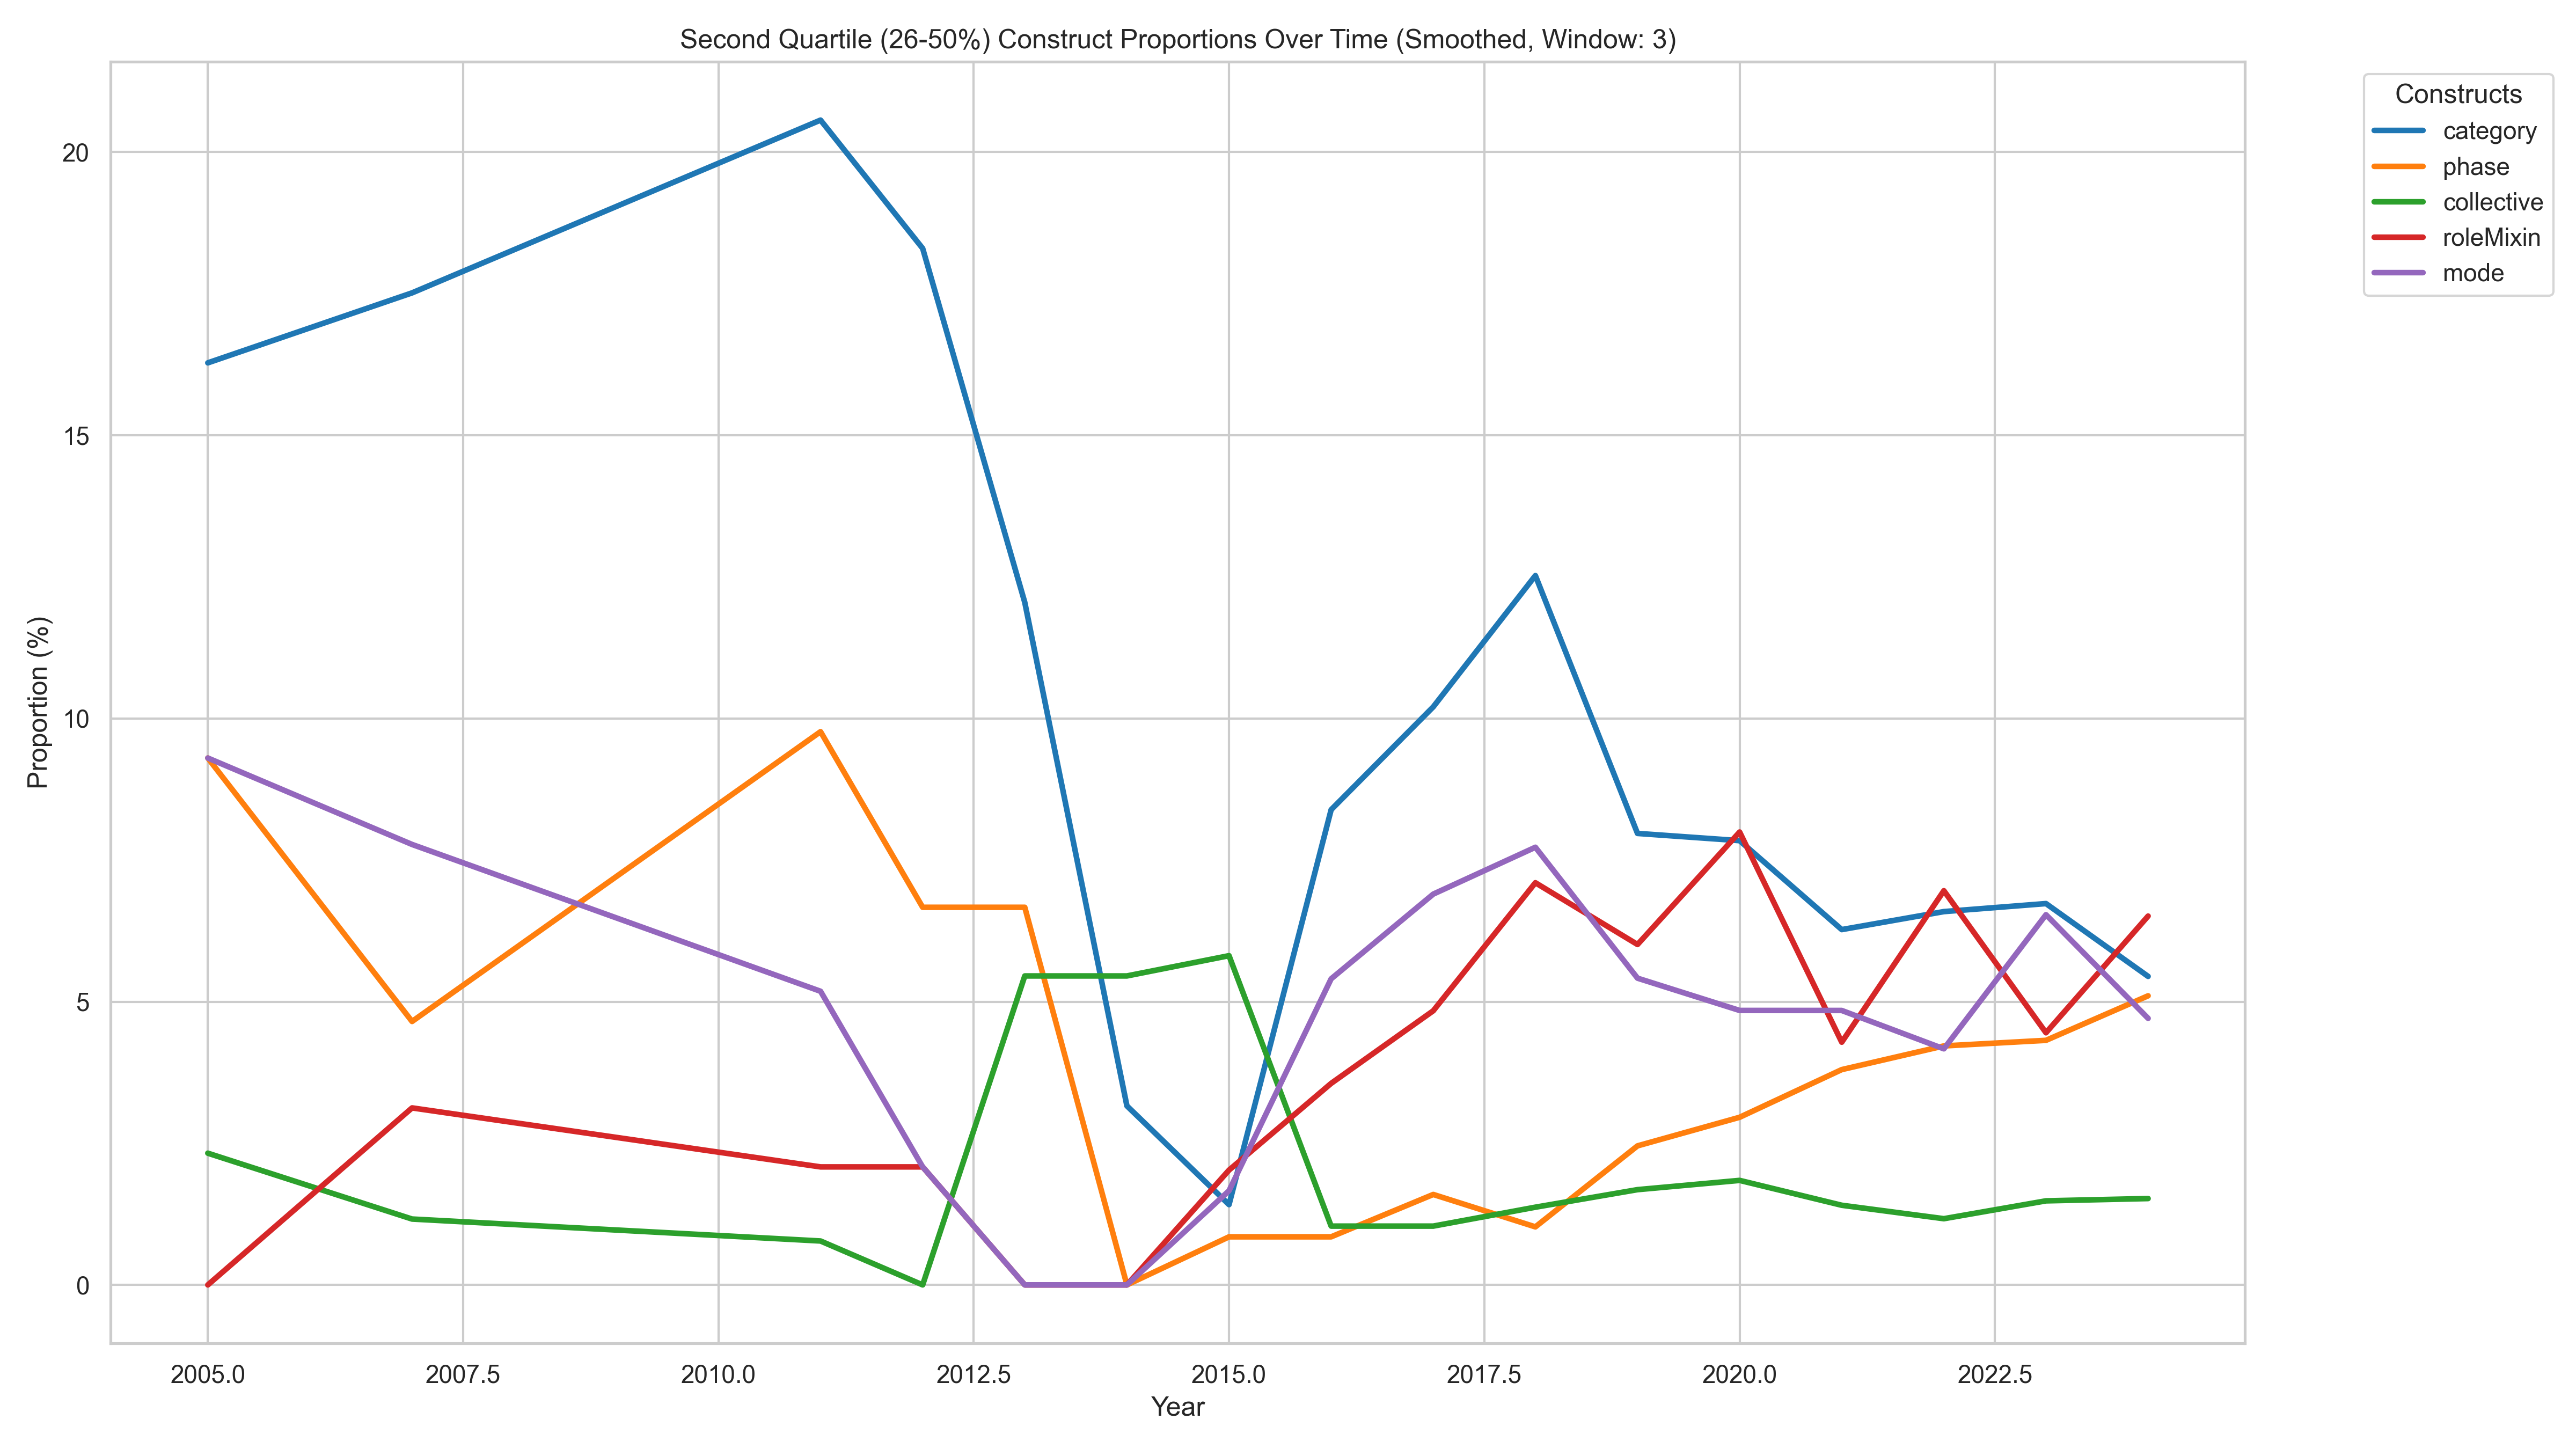 Second Quartile (26-50%) Construct Proportions Over Time (Smoothed, Window: 3)
Constructs
category
phase
collective
roleMixin
mode
Proportion (%)
20
15
10
5
0
2005.0 2007.5 2010.0 2012.5 2015.0 2017.5 2020.0 2022.5
Year